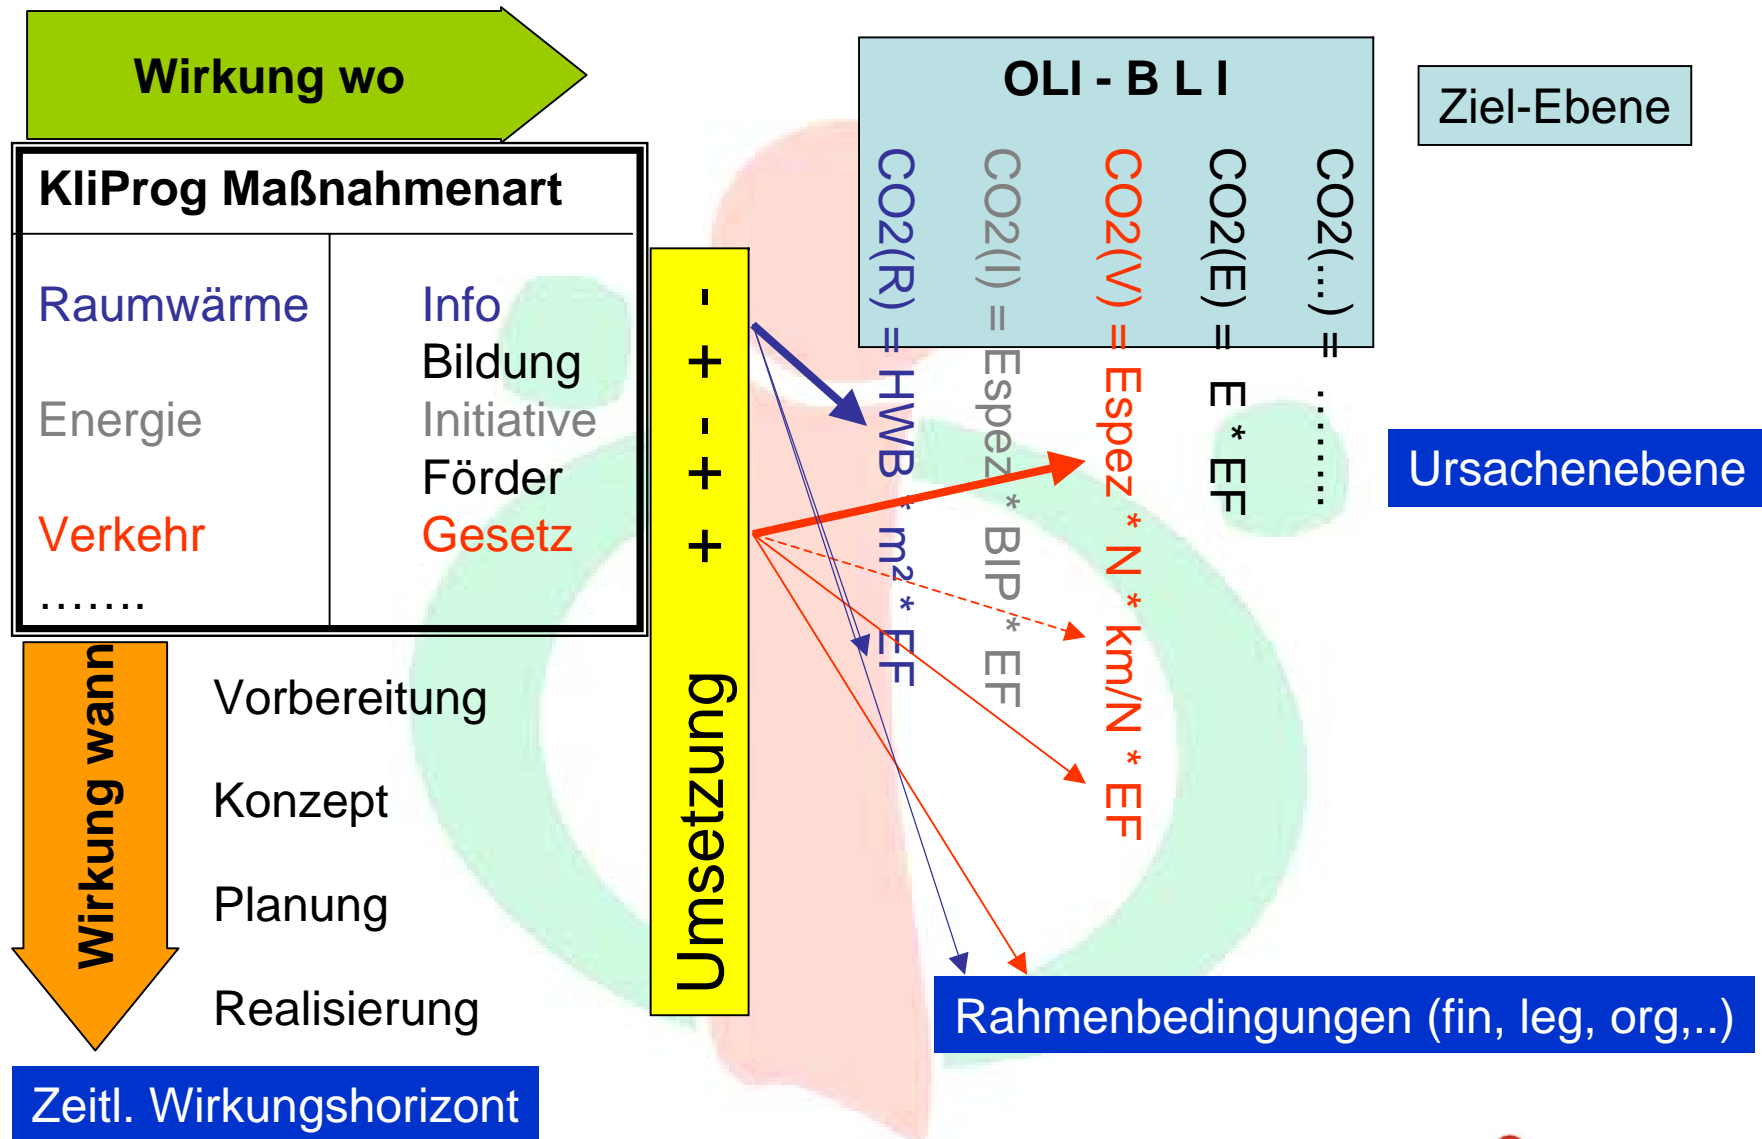 Wirkung wo
OLI - B L I
Ziel-Ebene
KliProg Maßnahmenart
Raumwärme
Energie
Verkehr
.......
Info
Bildung
Initiative
Förder
Gesetz
Umsetzung + + - + -
CO2(R) = HWB * m² * EF
CO2(I) = Espez * BIP * EF
CO2(V) = Espez * N * km/N * EF
CO2(E) = E * EF
CO2(...) = ........
Ursachenebene
Wirkung wann
Vorbereitung
Konzept
Planung
Realisierung
Rahmenbedingungen (fin, leg, org,..)
Zeitl. Wirkungshorizont